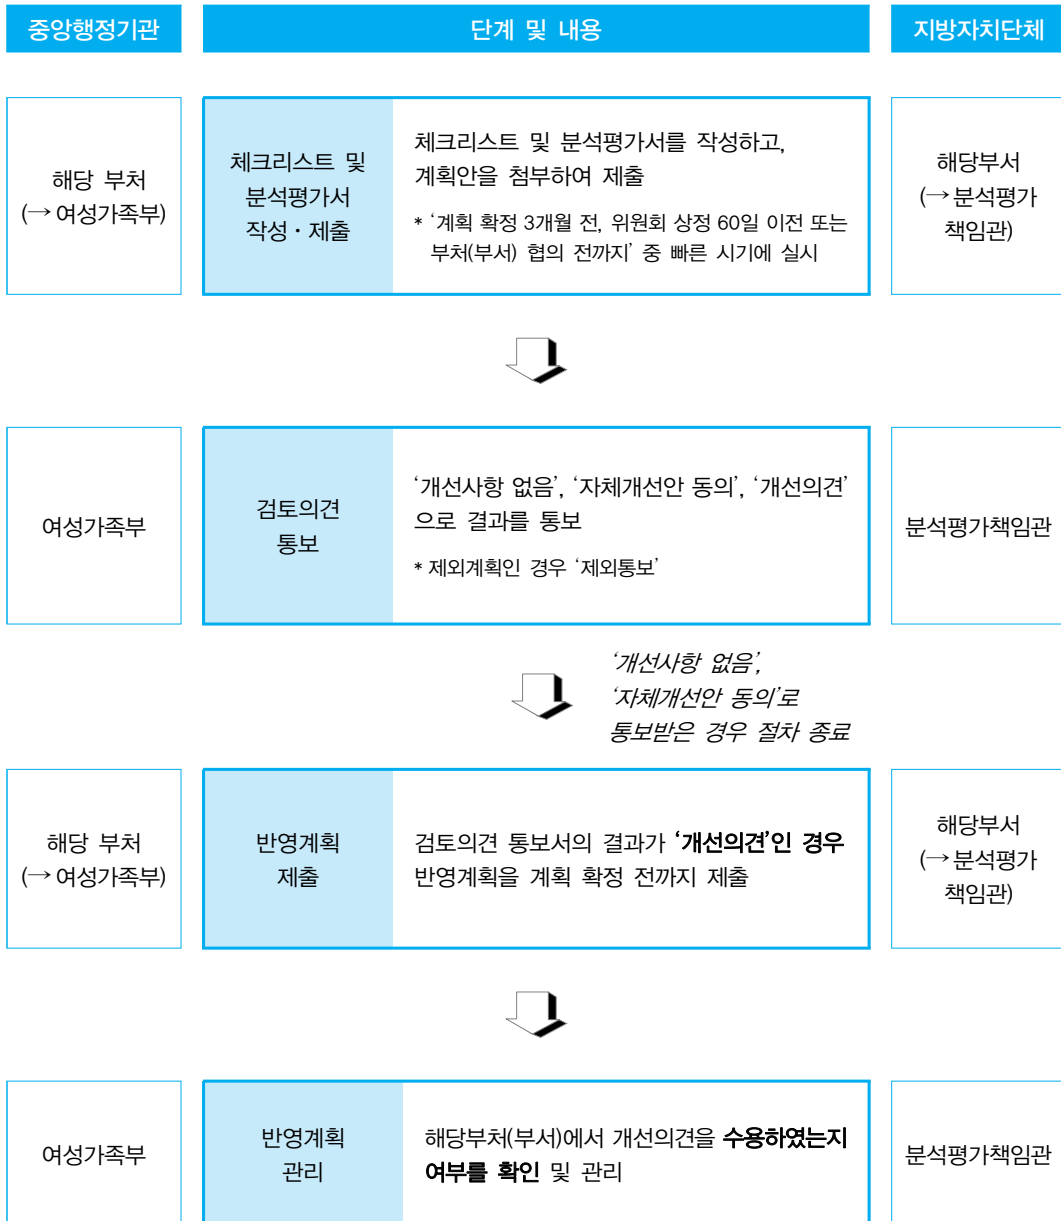 중앙행정기관
단계 및 내용
지방자치단체
해당 부처
(→여성가족부)
체크리스트 및
분석평가서
작성・제출
체크리스트 및 분석평가서를 작성하고,
계획안을 첨부하여 제출
* ‘계획 확정 3개월 전, 위원회 상정 60일 이전 또는
부처(부서) 협의 전까지’ 중 빠른 시기에 실시
해당부서
(→분석평가
책임관)
여성가족부
검토의견
통보
‘개선사항 없음’, ‘자체개선안 동의’, ‘개선의견’
으로 결과를 통보
* 제외계획인 경우 ‘제외통보’
분석평가책임관
‘개선사항 없음’,
‘자체개선안 동의’로
통보받은 경우 절차 종료
해당 부처
(→여성가족부)
반영계획
제출
검토의견 통보서의 결과가 ‘개선의견’인 경우
반영계획을 계획 확정 전까지 제출
해당부서
(→분석평가
책임관)
여성가족부
반영계획
관리
해당부처(부서)에서 개선의견을 수용하였는지
여부를 확인 및 관리
분석평가책임관